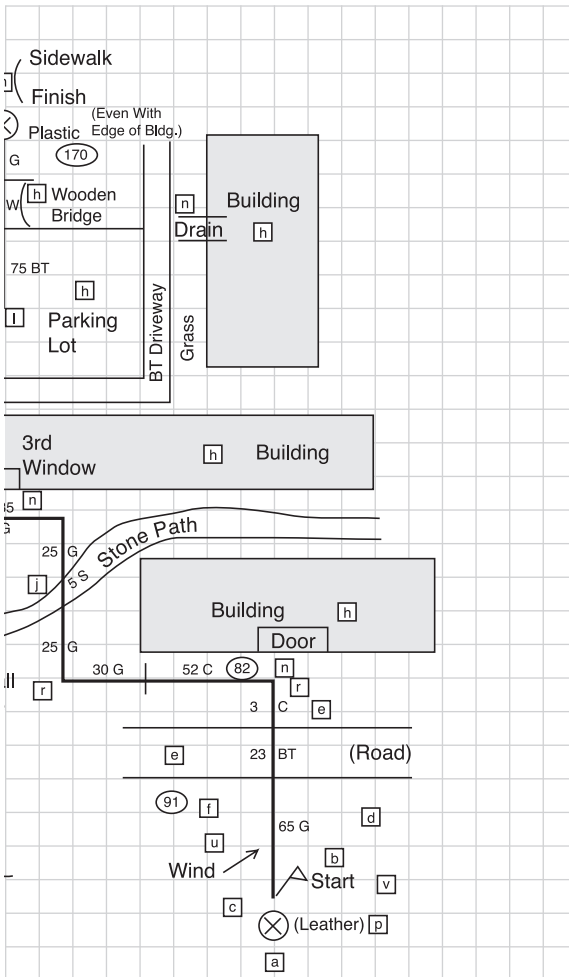 Sidewalk
Finish
(Even With
Edge of Bldg.)
Plastic
170
G
h
Wooden
Bridge
W
n
Building
Drain
h
75 BT
h
l
Parking
Lot
BT Driveway
Grass
3rd
Window
h
Building
n
G
25 G
Stone Path
j
5 S
Building
h
Door
25 G
30 G
52 C
82
n
r
r
3 C
e
e
23 BT
(Road)
91
f
d
65 G
u
b
Wind
Start
v
c
(Leather)
p
a